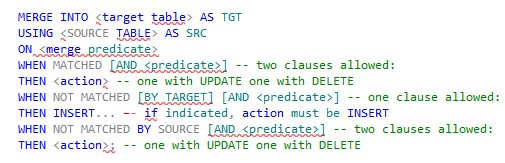 MERGE INTO <target table> AS TGT
USING <SOURCE TABLE> AS SRC
ON <merge predicate>
WHEN MATCHED [AND <predicate>] -- two clauses allowed:
THEN <action> -- one with UPDATE one with DELETE
WHEN NOT MATCHED [BY TARGET] [AND <predicate>] -- one clause allowed:
THEN INSERT... -- if indicated, action must be INSERT
WHEN NOT MATCHED BY SOURCE [AND <predicate>] -- two clauses allowed:
THEN <action>; -- one with UPDATE one with DELETE